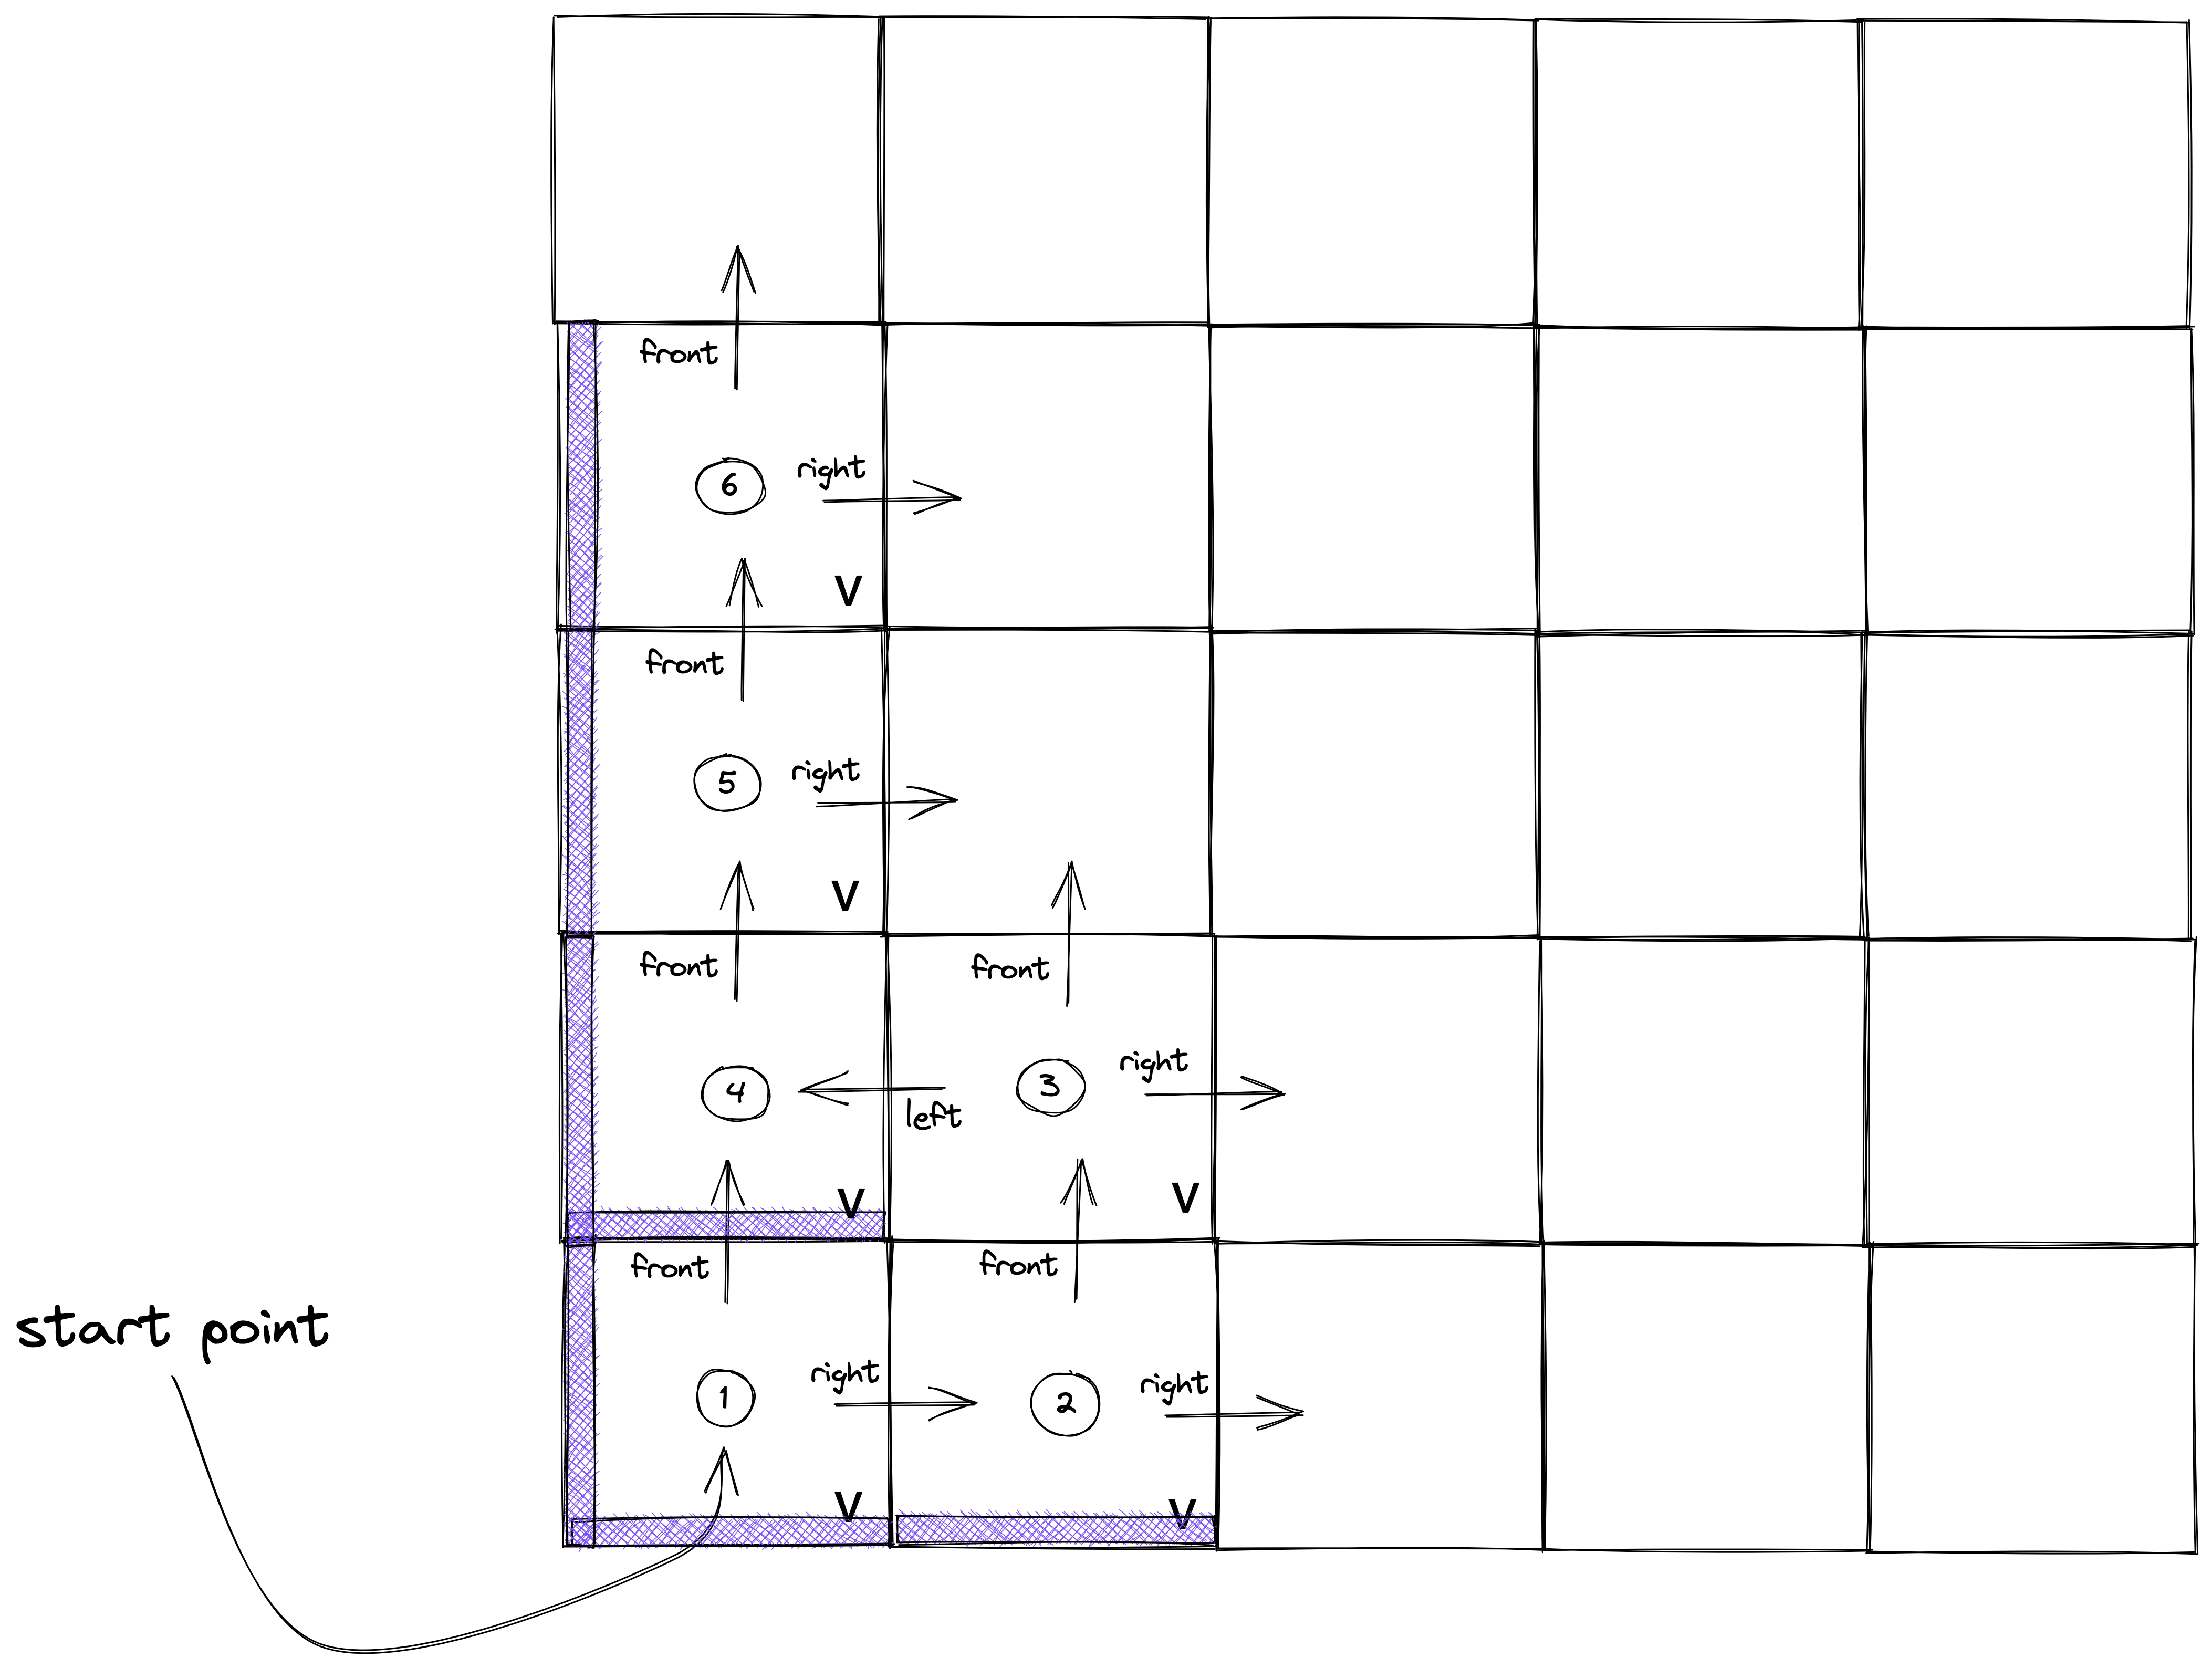 front
6
right
V
front
5
right
V
front
front
4
left
3
right
V
V
front
front
start point
1
right
2
right
V
V